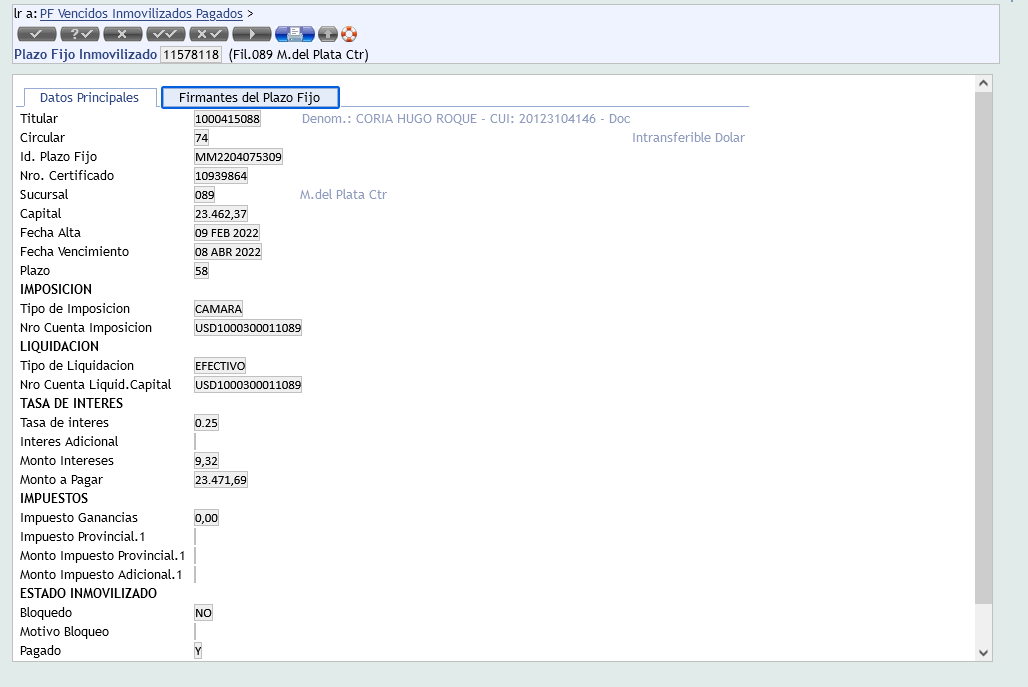 Ir a: PF Vencidos Inmovilizados Pagados >
Plazo Fijo Inmovilizado 11578118 (Fil.089 M.del Plata Ctr)
Datos Principales Firmantes del Plazo Fijo
Titular 1000415088 Denom.: CORIA HUGO ROQUE - CUI: 20123104146 - Doc
Circular 74 Intransferible Dolar
Id. Plazo Fijo MM2204075309
Nro. Certificado 10939864
Sucursal 089 M.del Plata Ctr
Capital 23.462,37
Fecha Alta 09 FEB 2022
Fecha Vencimiento 08 ABR 2022
Plazo 58
IMPOSICION
Tipo de Imposicion CAMARA
Nro Cuenta Imposicion USD1000300011089
LIQUIDACION
Tipo de Liquidacion EFECTIVO
Nro Cuenta Liquid.Capital USD1000300011089
TASA DE INTERES
Tasa de interes 0.25
Interes Adicional
Monto Intereses 9,32
Monto a Pagar 23.471,69
IMPUESTOS
Impuesto Ganancias 0,00
Impuesto Provincial.1
Monto Impuesto Provincial.1
Monto Impuesto Adicional.1
ESTADO INMOVILIZADO
Bloquedo NO
Motivo Bloqueo
Pagado Y